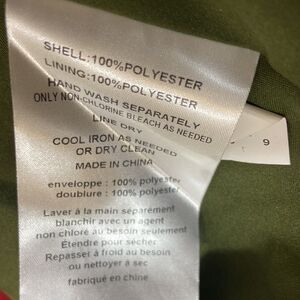 SHELL:100%POLYESTER
LINING:100%POLYESTER
HAND WASH SEPARATELY
ONLY NON-CHLORINE BLEACH AS NEEDED
LINE DRY
COOL IRON AS NEEDED
OR DRY CLEAN
MADE IN CHINA
enveloppe : 100% polyester
doublure : 100% polyester
Laver à la main séparément
blanchir avec un agent
non chloré au besoin seulement
Étendre pour sécher
Repasser à froid au besoin
ou nettoyer à sec
fabriqué en chine
9